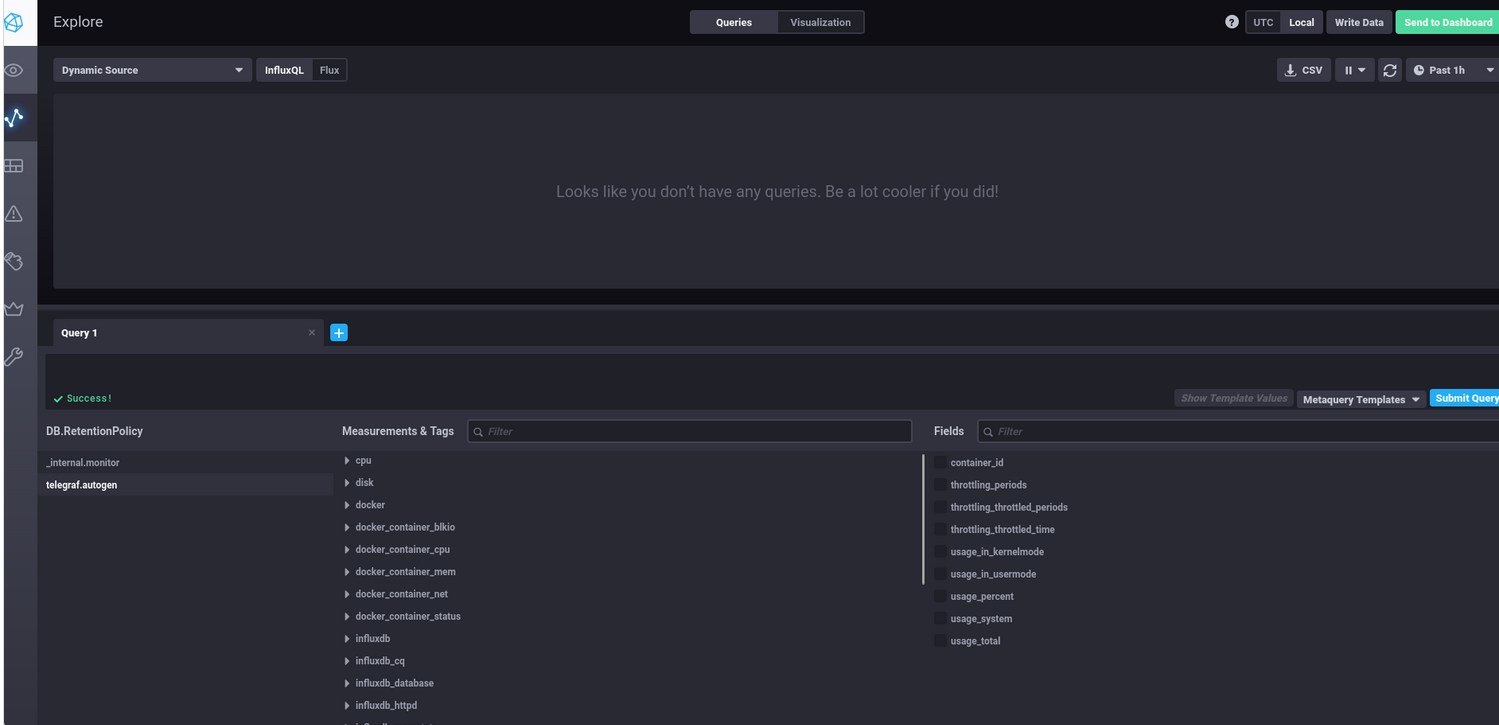 Explore
Queries
Visualization
?
UTC
Local
Write Data
Send to Dashboard
Dynamic Source
InfluxQL
Flux
CSV
Past 1h
Looks like you don't have any queries. Be a lot cooler if you did!
Query 1
×
+
Success!
Show Template Values
Metaquery Templates
Submit Query
DB.RetentionPolicy
_internal.monitor
telegraf.autogen
Measurements & Tags
Filter
cpu
disk
docker
docker_container_blkio
docker_container_cpu
docker_container_mem
docker_container_net
docker_container_status
influxdb
influxdb_cq
influxdb_database
influxdb_httpd
Fields
Filter
container_id
throttling_periods
throttling_throttled_periods
throttling_throttled_time
usage_in_kernelmode
usage_in_usermode
usage_percent
usage_system
usage_total